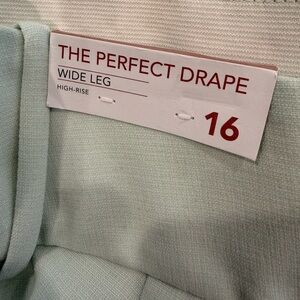 THE PERFECT DRAPE
WIDE LEG
HIGH-RISE
16